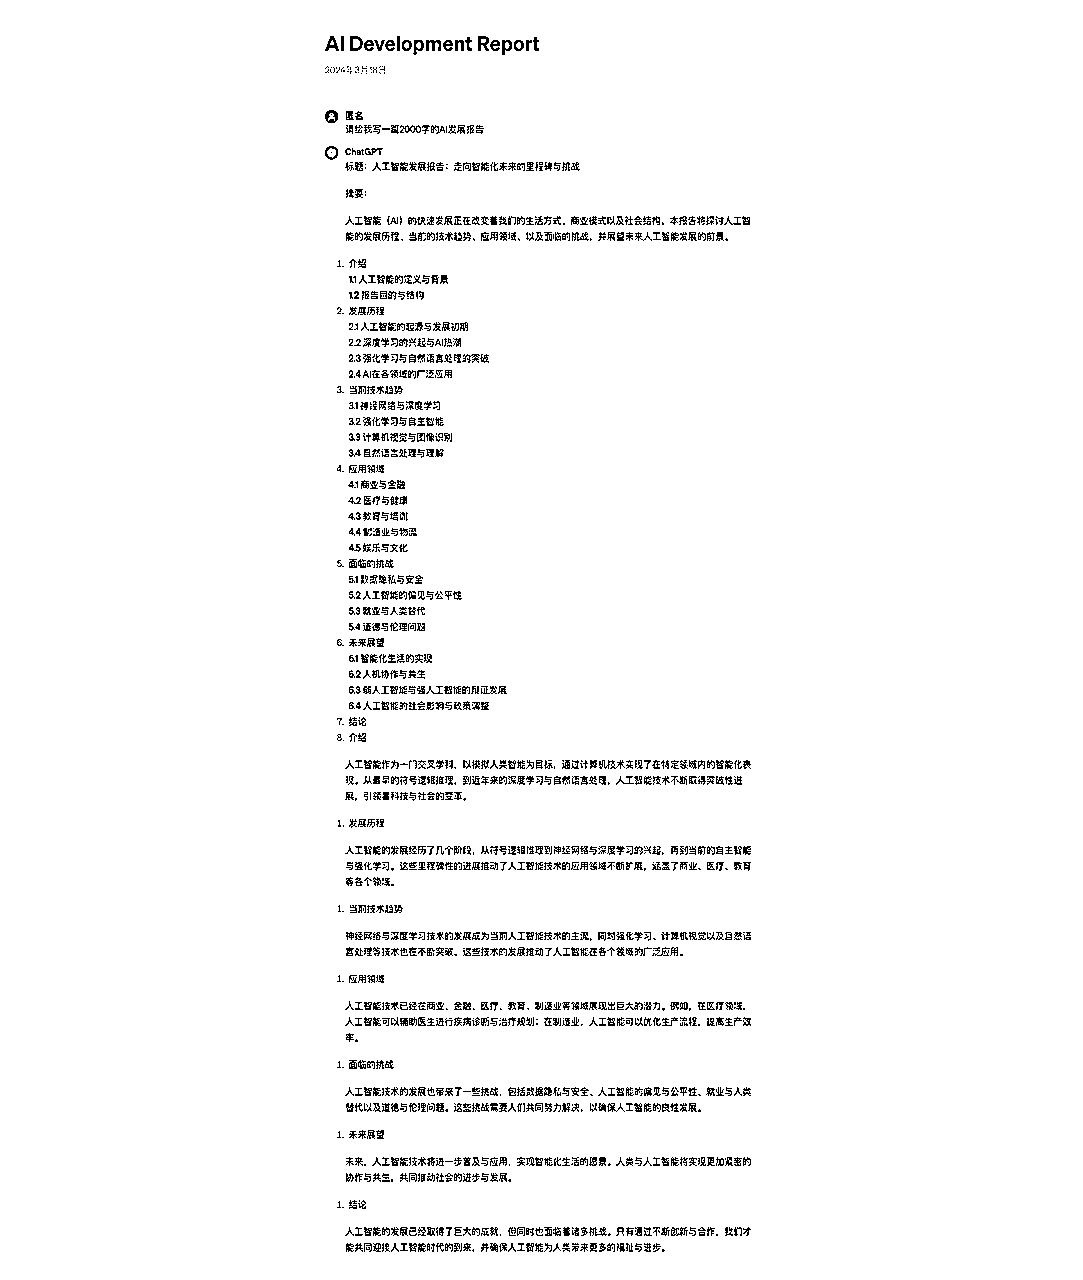 AI Development Report
2024年3月18日
匿名
请给我写一篇2000字的AI发展报告
ChatGPT
标题：人工智能发展报告：走向智能化未来的里程碑与挑战
摘要：
人工智能（AI）的快速发展正在改变着我们的生活方式、商业模式以及社会结构。本报告将探讨人工智
能的发展历程、当前的技术趋势、应用领域、以及面临的挑战，并展望未来人工智能发展的前景。
1. 介绍
1.1 人工智能的定义与背景
1.2 报告目的与结构
2. 发展历程
2.1 人工智能的起源与发展初期
2.2 深度学习的兴起与AI热潮
2.3 强化学习与自然语言处理的突破
2.4 AI在各领域的广泛应用
3. 当前技术趋势
3.1 神经网络与深度学习
3.2 强化学习与自主智能
3.3 计算机视觉与图像识别
3.4 自然语言处理与理解
4. 应用领域
4.1 商业与金融
4.2 医疗与健康
4.3 教育与培训
4.4 制造业与物流
4.5 娱乐与文化
5. 面临的挑战
5.1 数据隐私与安全
5.2 人工智能的偏见与公平性
5.3 就业与人类替代
5.4 道德与伦理问题
6. 未来展望
6.1 智能化生活的实现
6.2 人机协作与共生
6.3 弱人工智能与强人工智能的辩证发展
6.4 人工智能的社会影响与政策调整
7. 结论
8. 介绍
人工智能作为一门交叉学科，以模拟人类智能为目标，通过计算机技术实现了在特定领域内的智能化表
现。从最早的符号逻辑推理，到近年来的深度学习与自然语言处理，人工智能技术不断取得突破性进
展，引领着科技与社会的变革。
1. 发展历程
人工智能的发展经历了几个阶段，从符号逻辑推理到神经网络与深度学习的兴起，再到当前的自主智能
与强化学习。这些里程碑性的进展推动了人工智能技术的应用领域不断扩展，涵盖了商业、医疗、教育
等各个领域。
1. 当前技术趋势
神经网络与深度学习技术的发展成为当前人工智能技术的主流，同时强化学习、计算机视觉以及自然语
言处理等技术也在不断突破。这些技术的发展推动了人工智能在各个领域的广泛应用。
1. 应用领域
人工智能技术已经在商业、金融、医疗、教育、制造业等领域展现出巨大的潜力。例如，在医疗领域，
人工智能可以辅助医生进行疾病诊断与治疗规划；在制造业，人工智能可以优化生产流程，提高生产效
率。
1. 面临的挑战
人工智能技术的发展也带来了一些挑战，包括数据隐私与安全、人工智能的偏见与公平性、就业与人类
替代以及道德与伦理问题。这些挑战需要人们共同努力解决，以确保人工智能的良性发展。
1. 未来展望
未来，人工智能技术将进一步普及与应用，实现智能化生活的愿景。人类与人工智能将实现更加紧密的
协作与共生，共同推动社会的进步与发展。
1. 结论
人工智能的发展已经取得了巨大的成就，但同时也面临着诸多挑战。只有通过不断创新与合作，我们才
能共同迎接人工智能时代的到来，并确保人工智能为人类带来更多的福祉与进步。